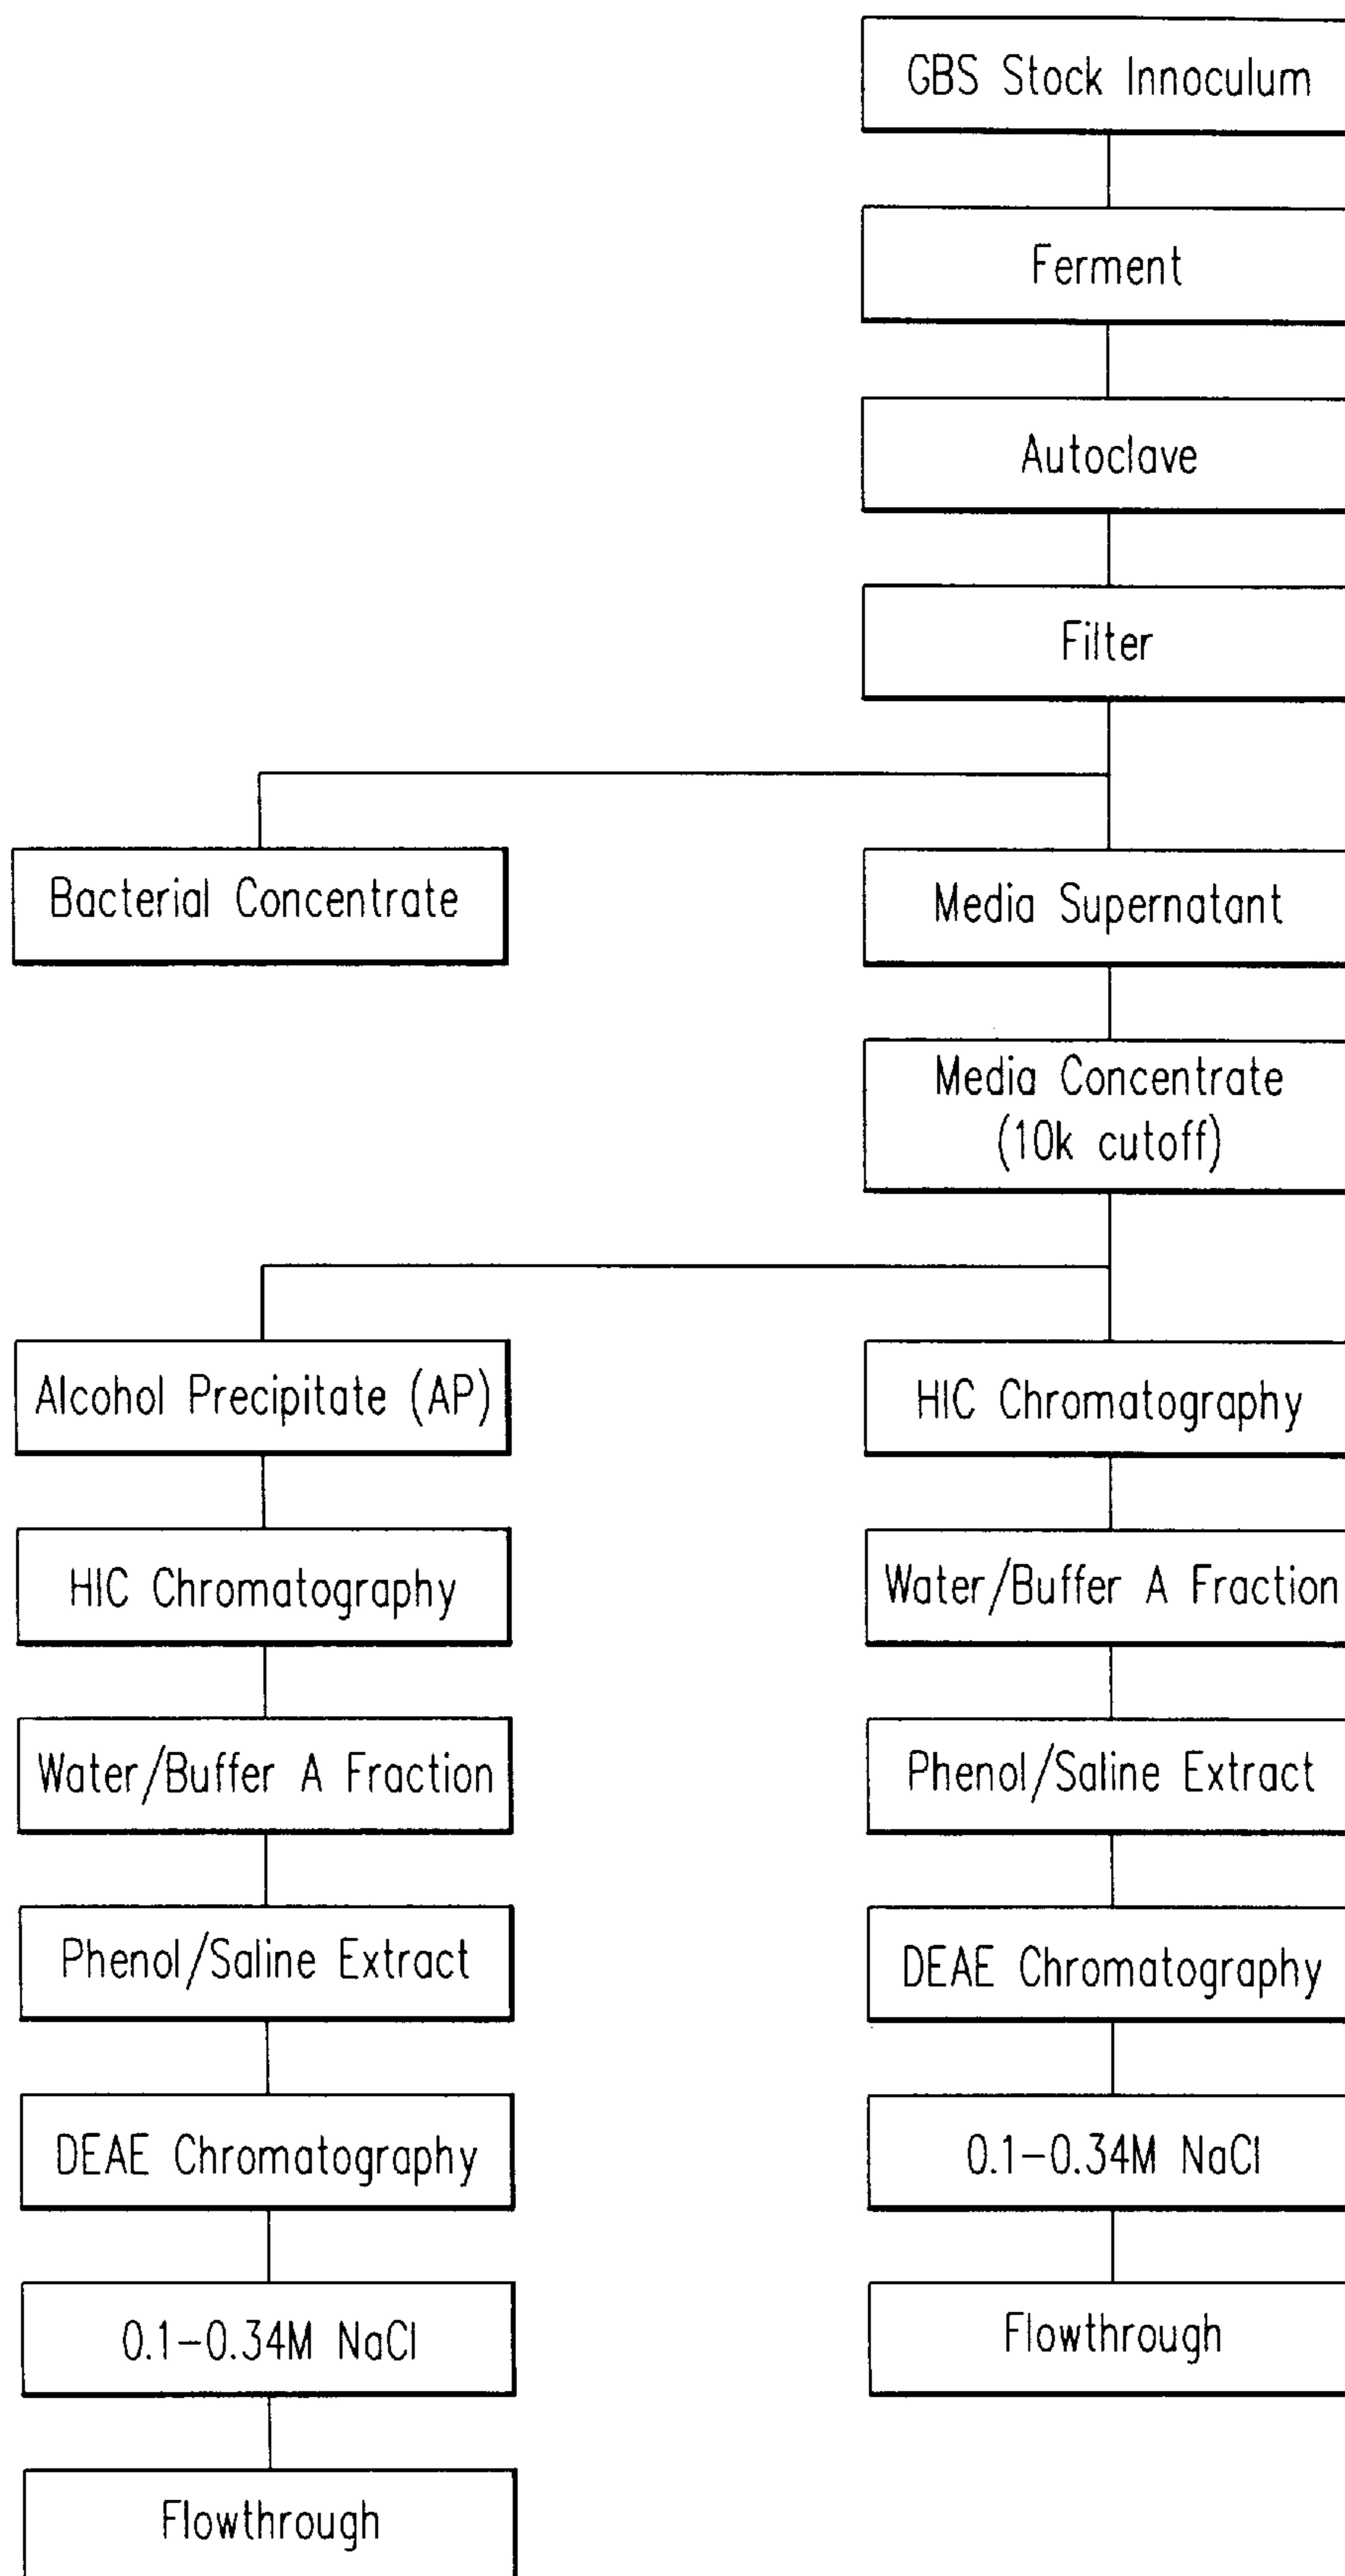 GBS Stock Innoculum
Ferment
Autoclave
Filter
Bacterial Concentrate
Media Supernatant
Media Concentrate
(10k cutoff)
Alcohol Precipitate (AP)
HIC Chromatography
Water/Buffer A Fraction
Phenol/Saline Extract
DEAE Chromatography
0.1-0.34M NaCl
Flowthrough
HIC Chromatography
Water/Buffer A Fraction
Phenol/Saline Extract
DEAE Chromatography
0.1-0.34M NaCl
Flowthrough